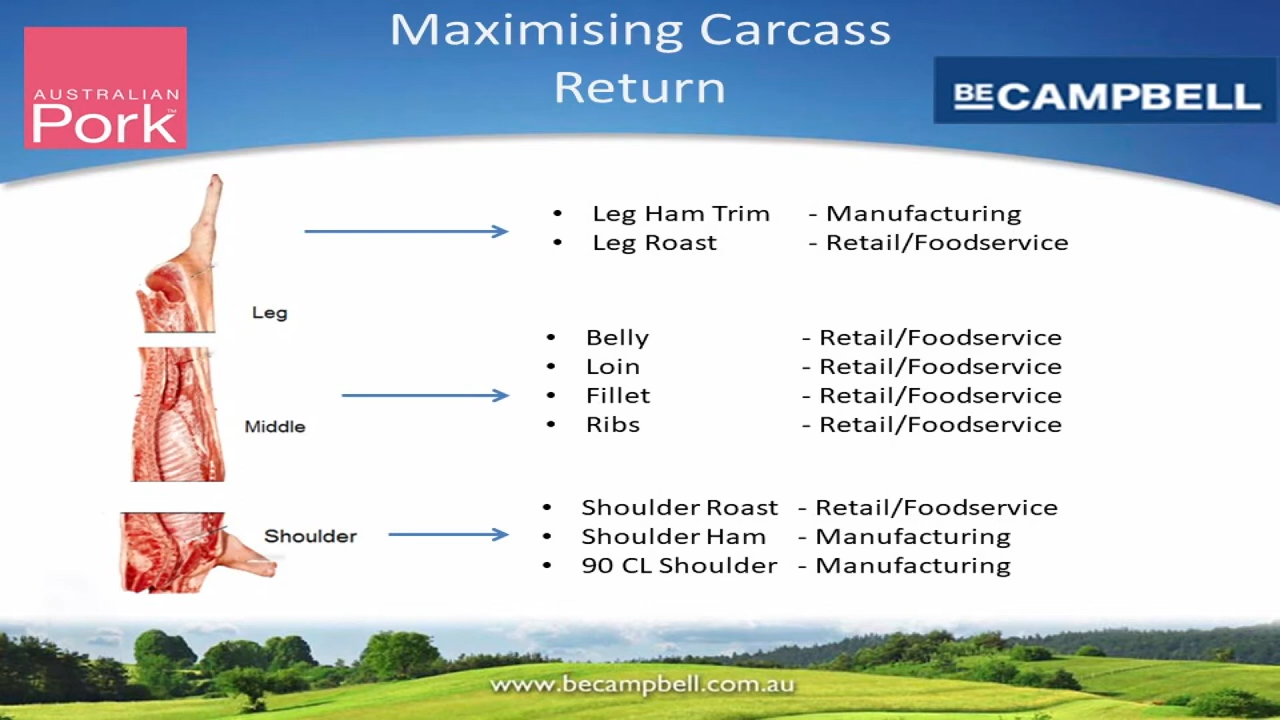 Maximising Carcass
Return
AUSTRALIAN
Pork™
BECAMPBELL
• Leg Ham Trim - Manufacturing
• Leg Roast - Retail/Foodservice
Leg
• Belly - Retail/Foodservice
• Loin - Retail/Foodservice
• Fillet - Retail/Foodservice
• Ribs - Retail/Foodservice
Middle
• Shoulder Roast - Retail/Foodservice
• Shoulder Ham - Manufacturing
• 90 CL Shoulder - Manufacturing
Shoulder
www.becampbell.com.au